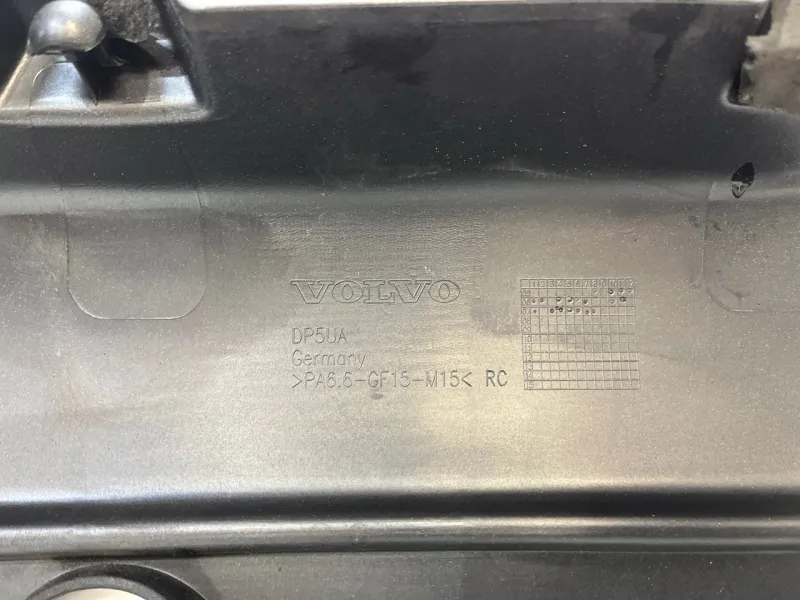 VOLVO
DP5UA
Germany
>PA6.6-GF15-M15< RC